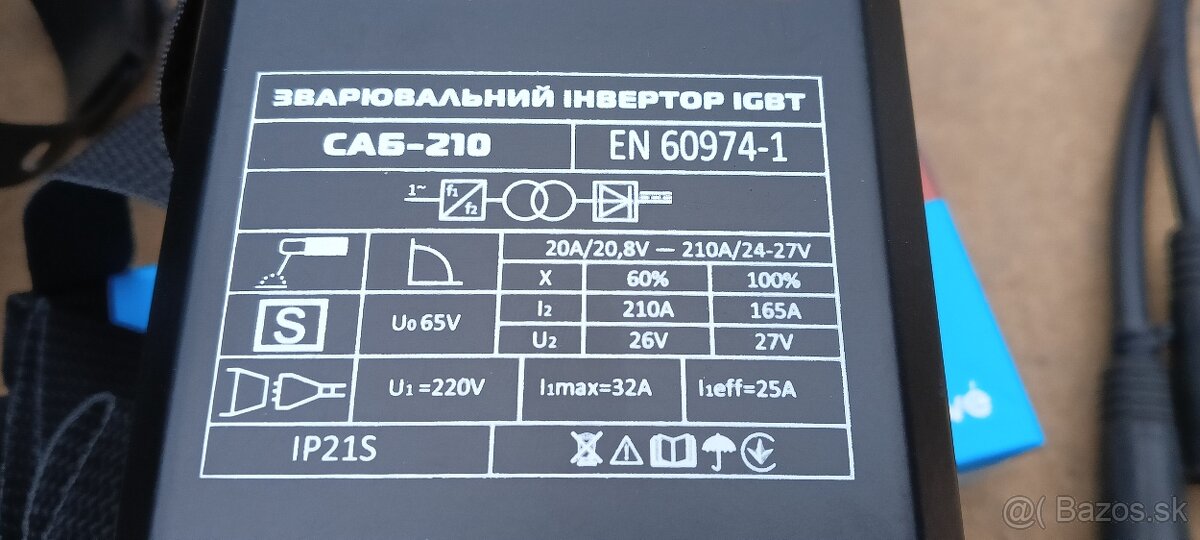 ЗВАРЮВАЛЬНИЙ ІНВЕРТОР IGBT
САБ-210 EN 60974-1
1~ f1 f2
20A/20,8V — 210A/24-27V
X 60% 100%
S U0 65V I2 210A 165A
U2 26V 27V
U1 =220V I1max=32A I1eff=25A
IP21S
vé
@( Bazos.sk